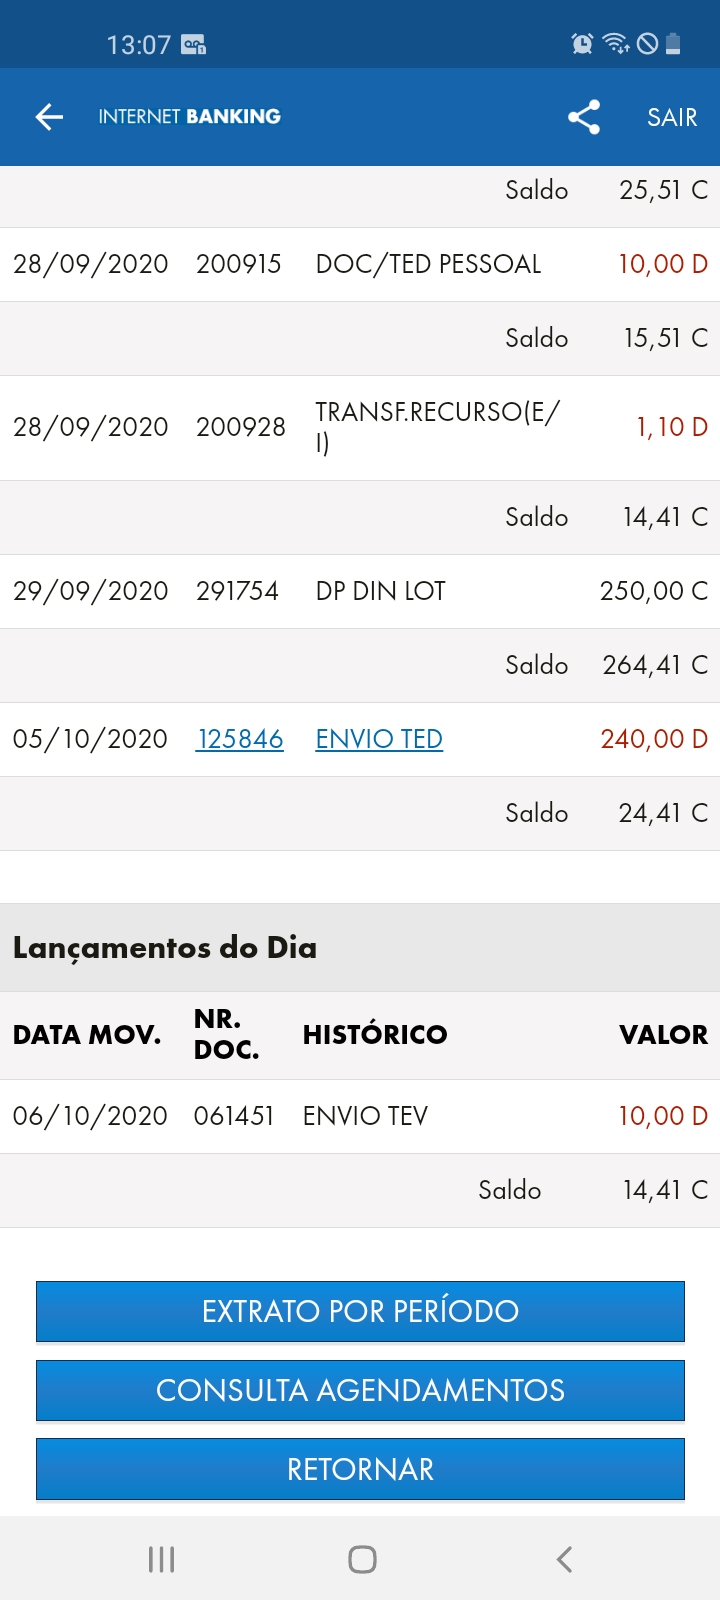 13:07
INTERNET BANKING
SAIR
Saldo 25,51 C
28/09/2020 200915 DOC/TED PESSOAL 10,00 D
Saldo 15,51 C
28/09/2020 200928 TRANSF.RECURSO(E/
I) 1,10 D
Saldo 14,41 C
29/09/2020 291754 DP DIN LOT 250,00 C
Saldo 264,41 C
05/10/2020 125846 ENVIO TED 240,00 D
Saldo 24,41 C
Lançamentos do Dia
DATA MOV. NR.
DOC. HISTÓRICO VALOR
06/10/2020 061451 ENVIO TEV 10,00 D
Saldo 14,41 C
EXTRATO POR PERÍODO
CONSULTA AGENDAMENTOS
RETORNAR